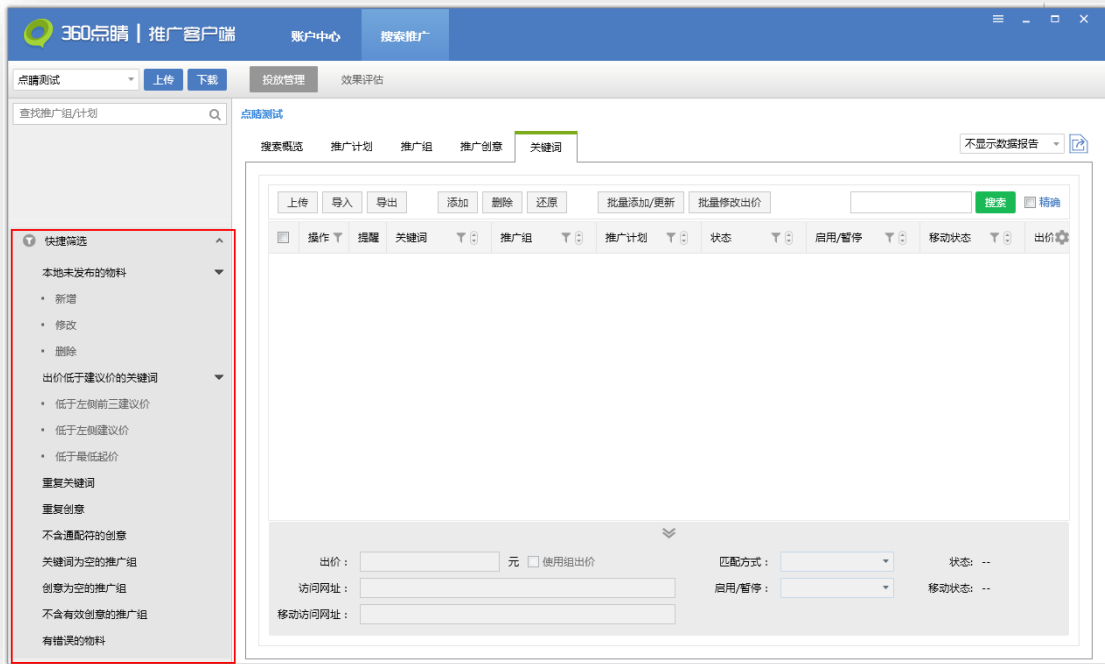 360点睛 | 推广客户端 账户中心 搜索推广
点睛测试 上传 下载 投放管理 效果评估
查找推广组/计划 点睛测试
搜索概览 推广计划 推广组 推广创意 关键词 不显示数据报告
上传 导入 导出 添加 删除 还原 批量添加/更新 批量修改出价 搜索 精确
快捷筛选 操作 提醒 关键词 推广组 推广计划 状态 启用/暂停 移动状态 出价
本地未发布的物料
• 新增
• 修改
• 删除
出价低于建议价的关键词
• 低于左侧前三建议价
• 低于左侧建议价
• 低于最低起价
重复关键词
重复创意
不含通配符的创意
关键词为空的推广组 出价： 元 使用组出价 匹配方式： 状态: --
创意为空的推广组 访问网址： 启用/暂停： 移动状态: --
不含有效创意的推广组 移动访问网址：
有错误的物料